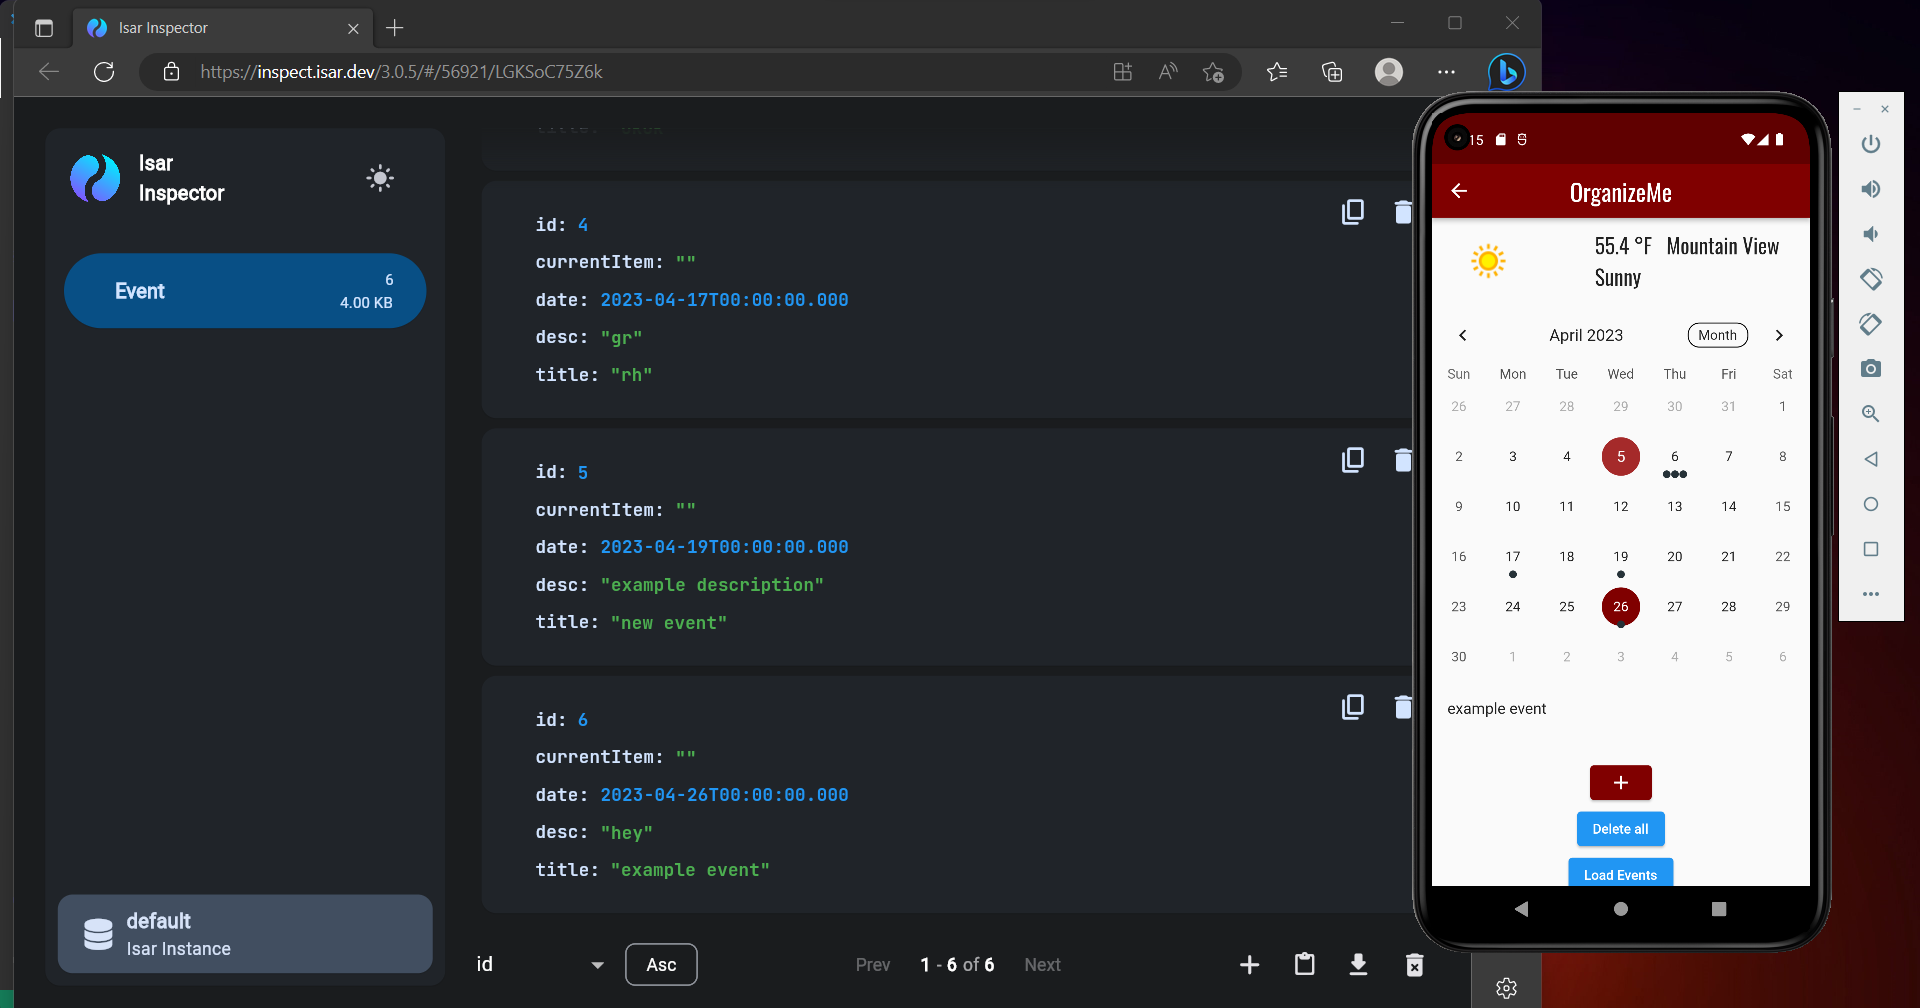 Isar Inspector
https://inspect.isar.dev/3.0.5/#/56921/LGKSoC75Z6k
Isar
Inspector
Event
6
4.00 KB
default
Isar Instance
id: 4
currentItem: ""
date: 2023-04-17T00:00:00.000
desc: "gr"
title: "rh"
id: 5
currentItem: ""
date: 2023-04-19T00:00:00.000
desc: "example description"
title: "new event"
id: 6
currentItem: ""
date: 2023-04-26T00:00:00.000
desc: "hey"
title: "example event"
id
Asc
Prev
1 - 6 of 6
Next
15
OrganizeMe
55.4 °F Mountain View
Sunny
April 2023
Month
Sun Mon Tue Wed Thu Fri Sat
26 27 28 29 30 31 1
2 3 4 5 6 7 8
9 10 11 12 13 14 15
16 17 18 19 20 21 22
23 24 25 26 27 28 29
30 1 2 3 4 5 6
example event
+
Delete all
Load Events